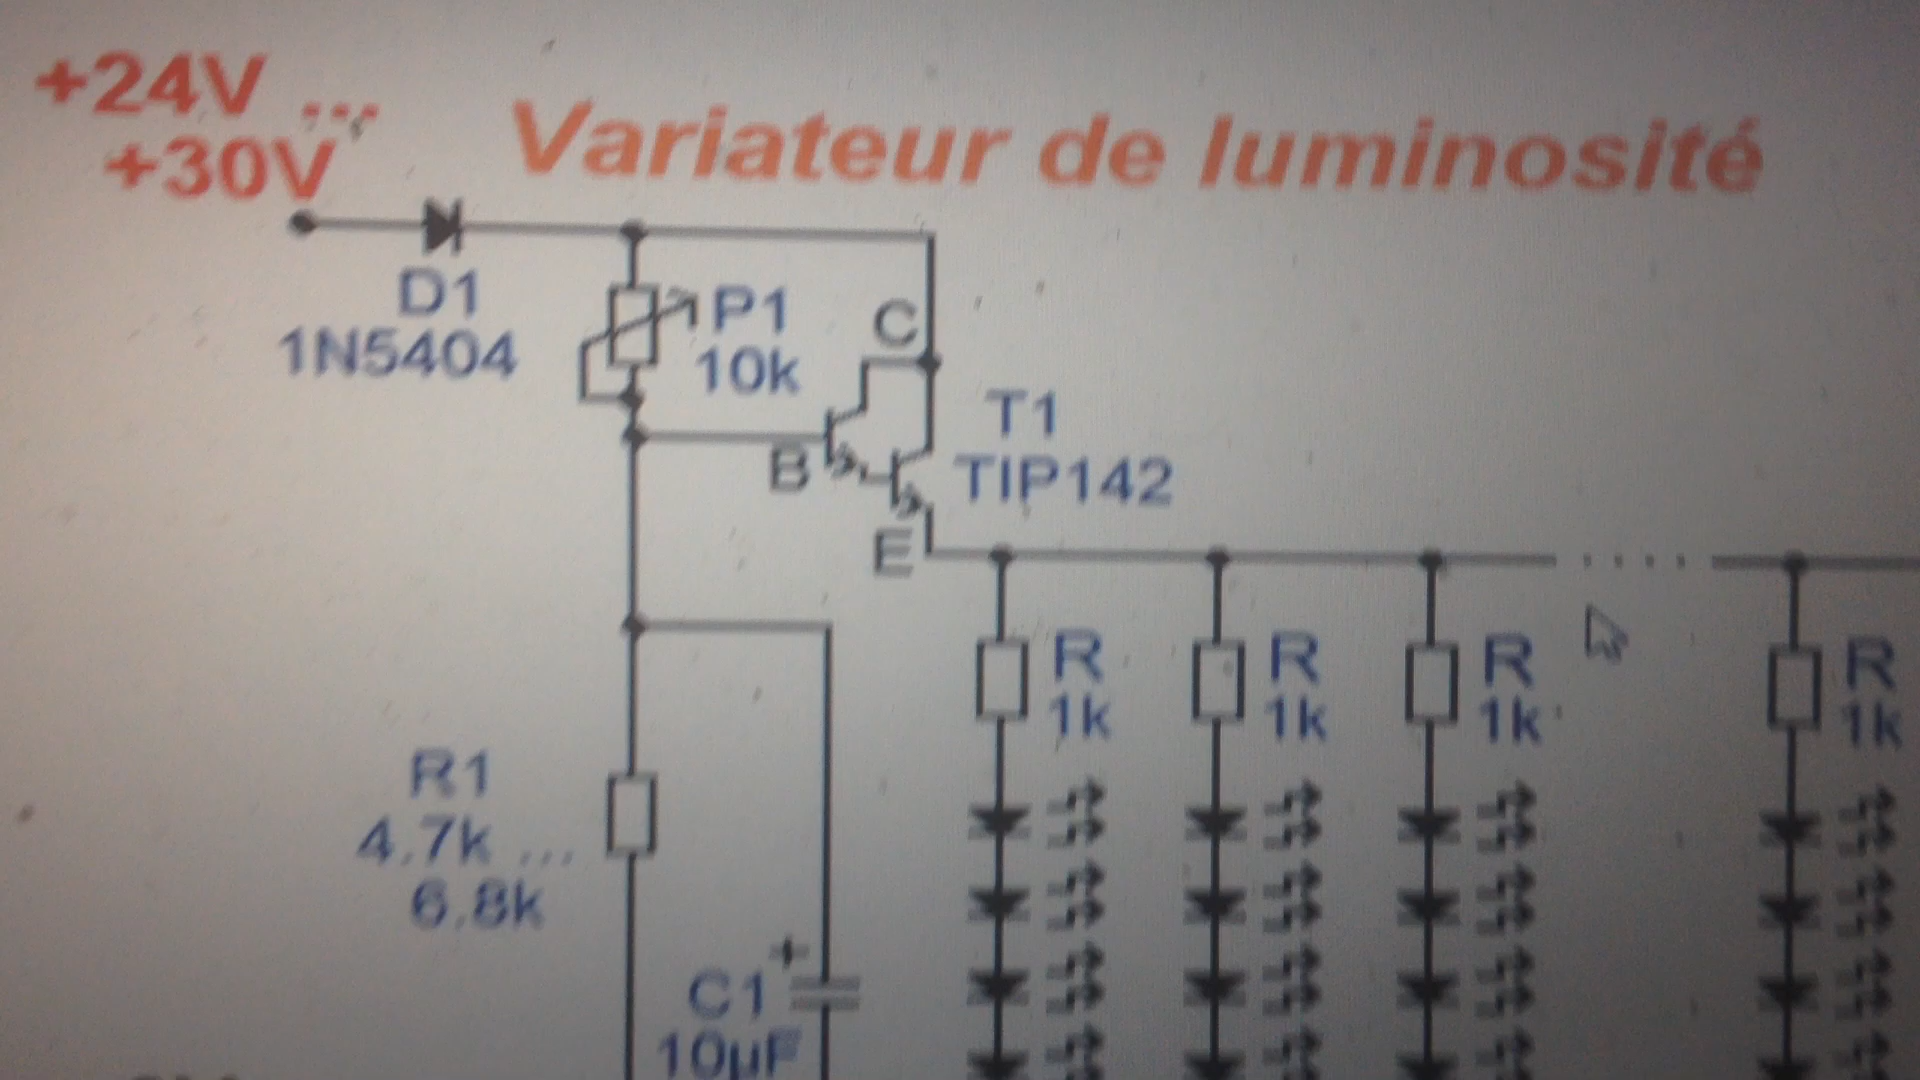 +24V ...
+30V
Variateur de luminosité
D1
1N5404
P1
10k
C
B
E
T1
TIP142
R
1k
R
1k
R
1k
R
1k
R1
4.7k ...
6.8k
+
C1
10µF